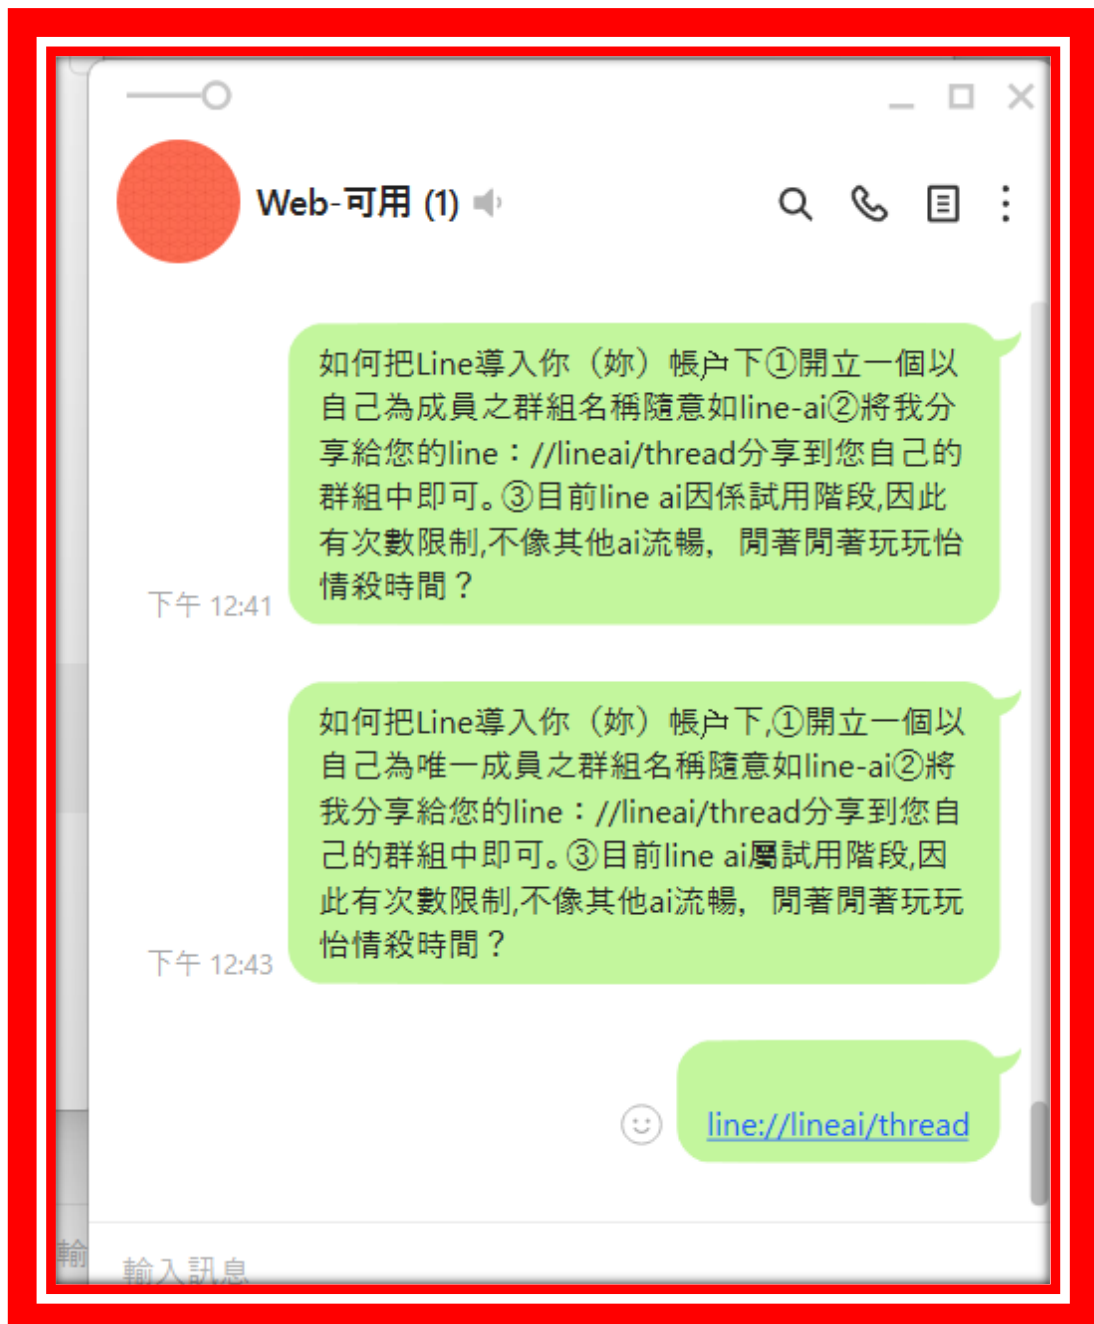 Web-可用 (1)
如何把Line導入你（妳）帳戶下①開立一個以
自己為成員之群組名稱隨意如line-ai②將我分
享給您的line：//lineai/thread分享到您自己的
群組中即可。③目前line ai因係試用階段,因此
有次數限制,不像其他ai流暢，閒著閒著玩玩怡
情殺時間？
下午 12:41
如何把Line導入你（妳）帳戶下,①開立一個以
自己為唯一成員之群組名稱隨意如line-ai②將
我分享給您的line：//lineai/thread分享到您自
己的群組中即可。③目前line ai屬試用階段,因
此有次數限制,不像其他ai流暢，閒著閒著玩玩
怡情殺時間？
下午 12:43
line://lineai/thread
輸
輸入訊息